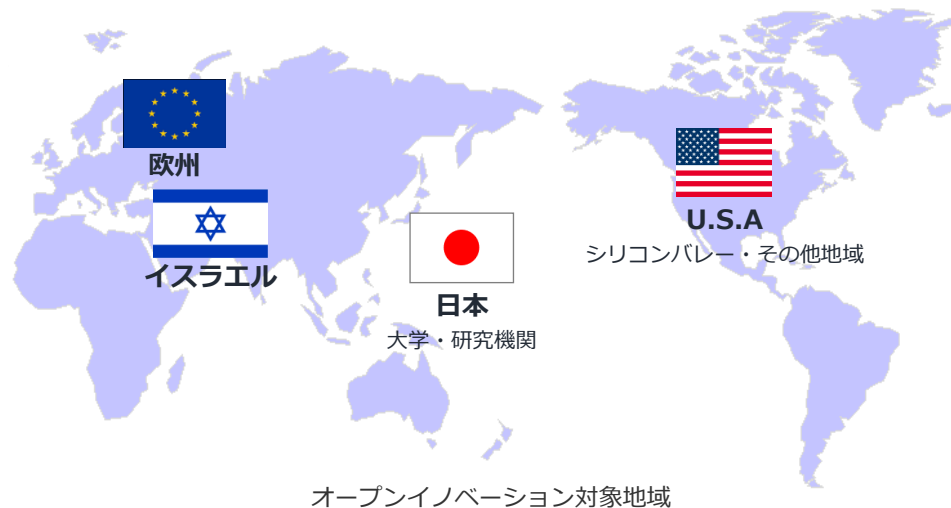 欧州
イスラエル
日本
大学・研究機関
U.S.A
シリコンバレー・その他地域
オープンイノベーション対象地域